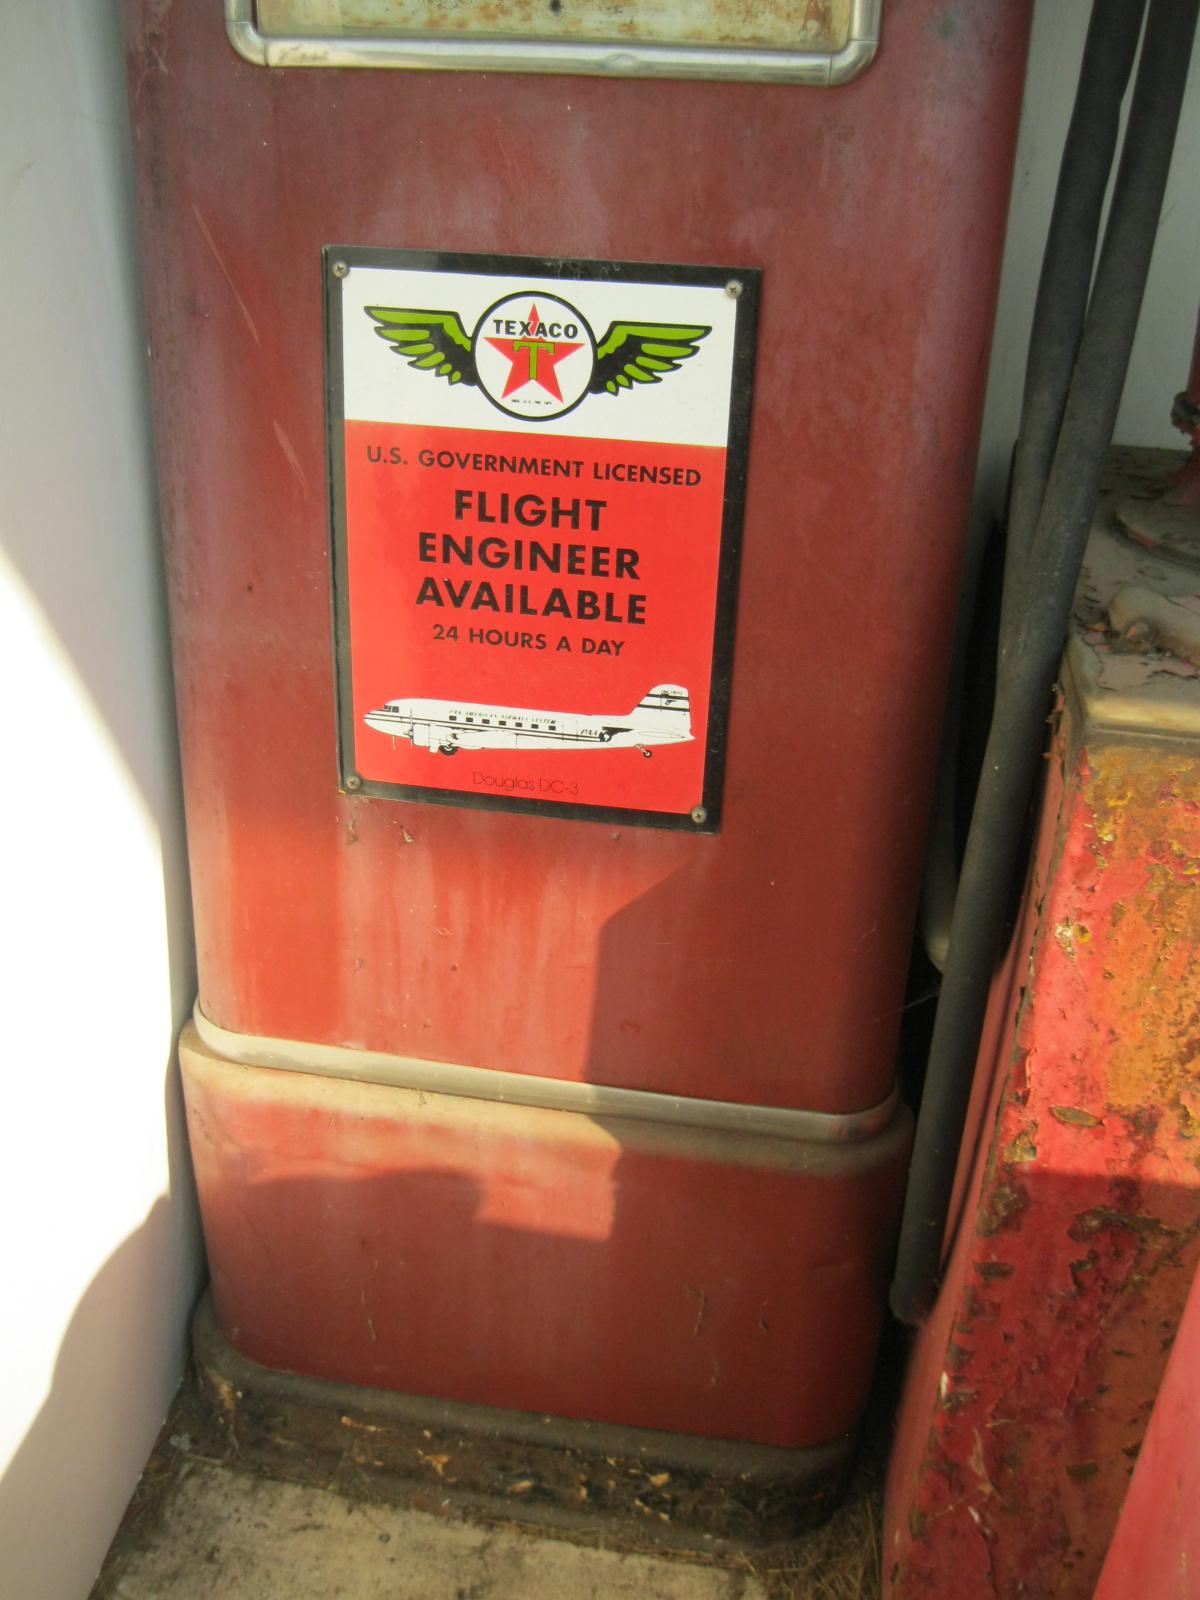 TEXACO
T
U.S. GOVERNMENT LICENSED
FLIGHT
ENGINEER
AVAILABLE
24 HOURS A DAY
PAN AMERICAN AIRWAYS SYSTEM
PAA
Douglas DC-3